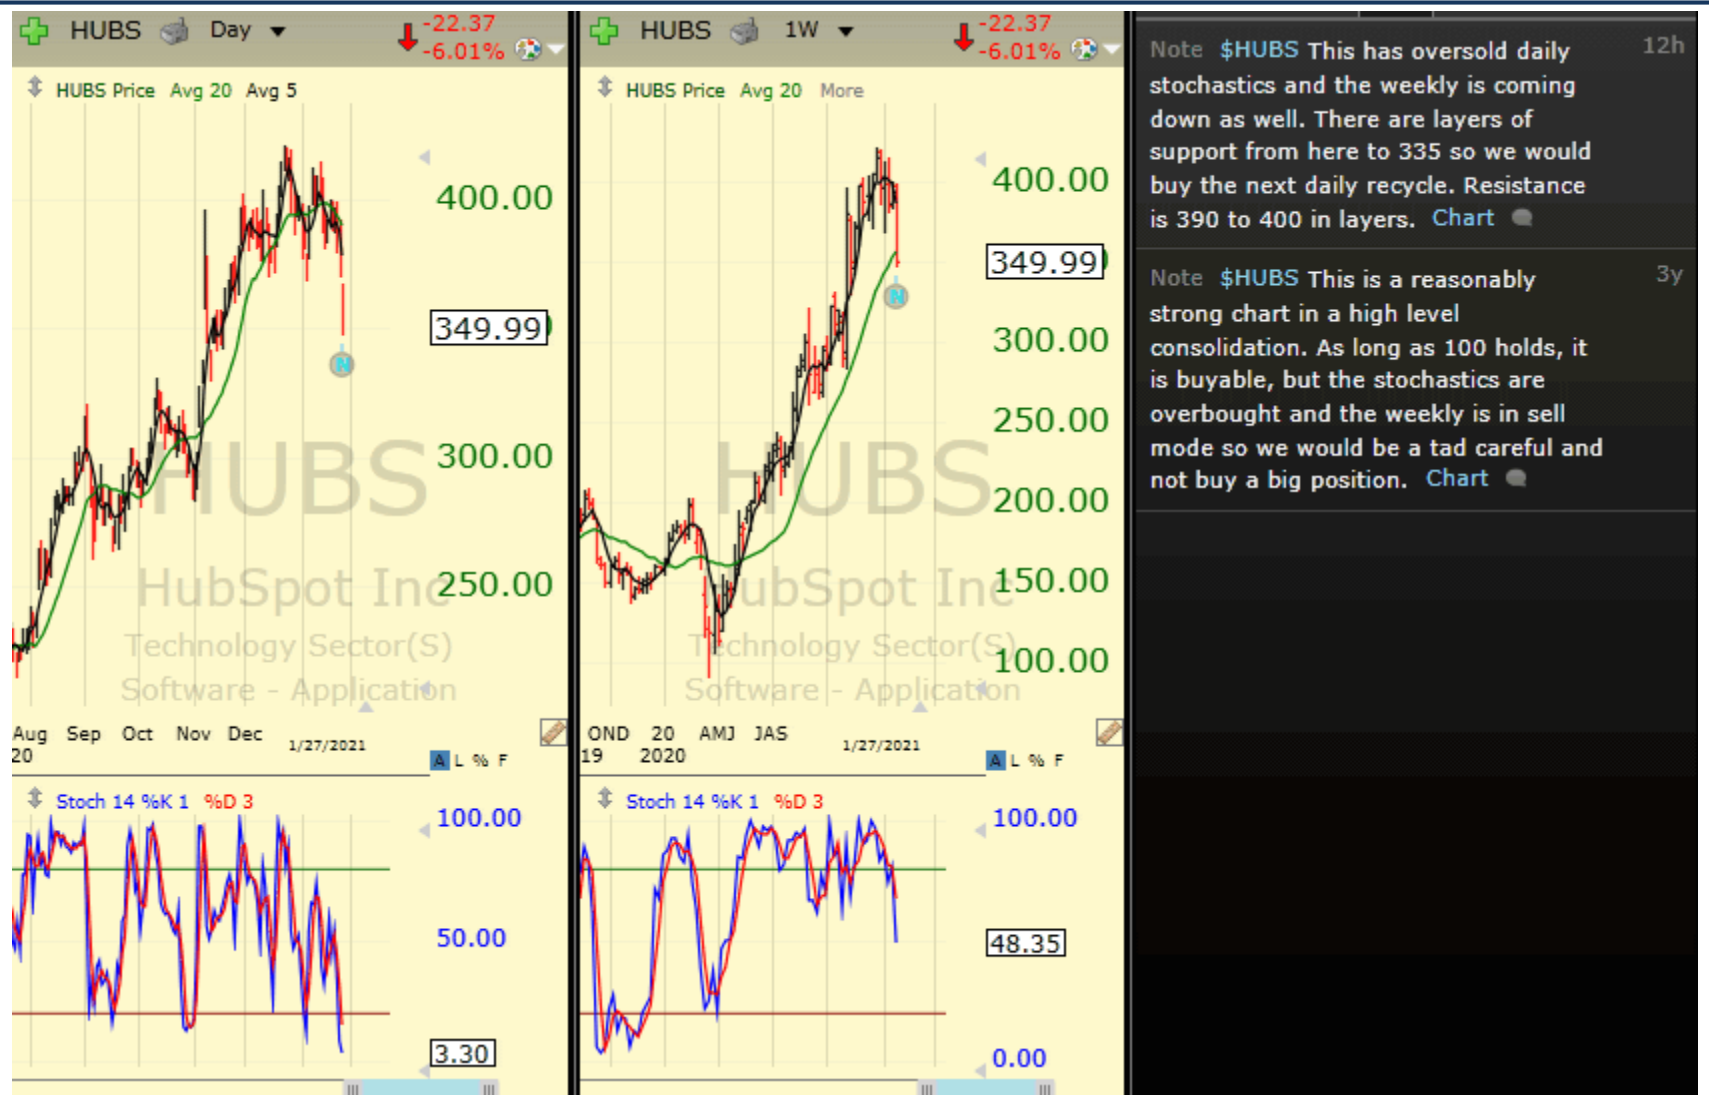 HUBS Day
-22.37
-6.01%
HUBS Price Avg 20 Avg 5
400.00
349.99
N
300.00
250.00
HUBS
HubSpot Inc
Technology Sector(S)
Software - Application
Aug Sep Oct Nov Dec
20
1/27/2021
A L % F
Stoch 14 %K 1 %D 3
100.00
50.00
3.30
HUBS 1W
-22.37
-6.01%
HUBS Price Avg 20 More
400.00
349.99
N
300.00
250.00
200.00
150.00
100.00
HUBS
HubSpot Inc
Technology Sector(S)
Software - Application
OND 20 AMJ JAS
19 2020
1/27/2021
A L % F
Stoch 14 %K 1 %D 3
100.00
48.35
0.00
Note $HUBS This has oversold daily 12h
stochastics and the weekly is coming
down as well. There are layers of
support from here to 335 so we would
buy the next daily recycle. Resistance
is 390 to 400 in layers. Chart
Note $HUBS This is a reasonably 3y
strong chart in a high level
consolidation. As long as 100 holds, it
is buyable, but the stochastics are
overbought and the weekly is in sell
mode so we would be a tad careful and
not buy a big position. Chart